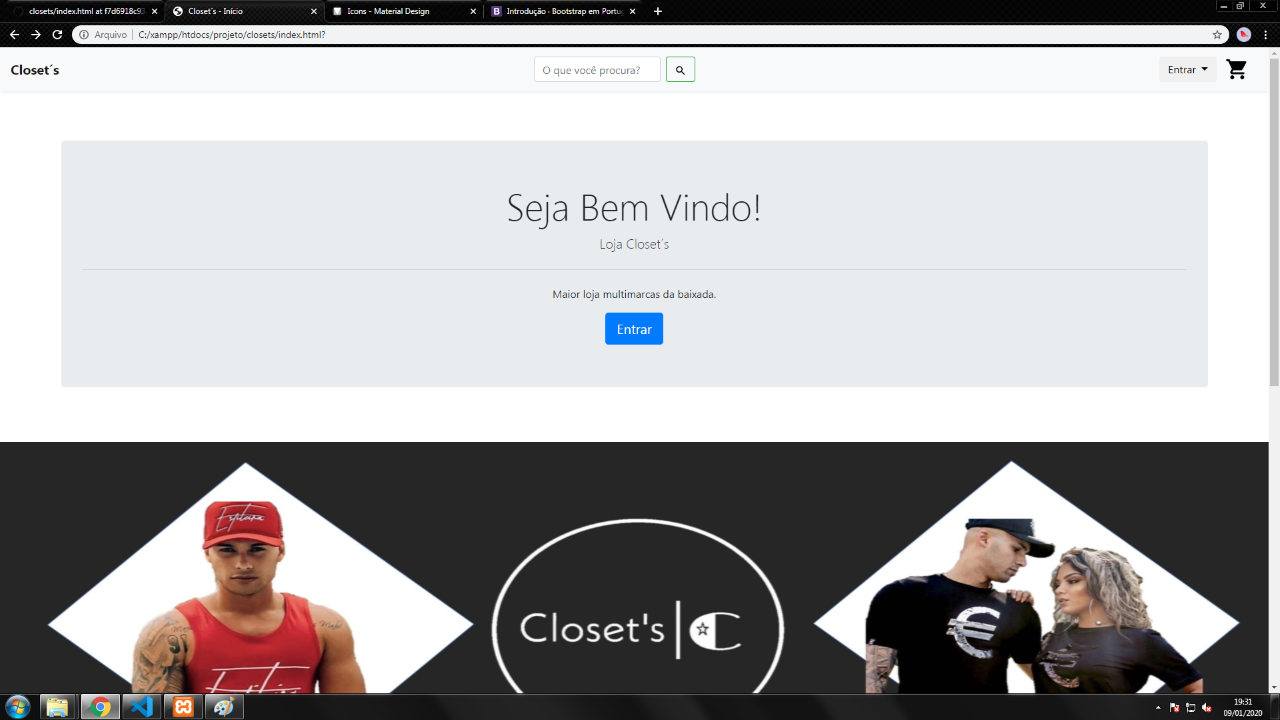 closets/index.html at f7d6918c93
Closet´s - Início
Icons - Material Design
Introdução · Bootstrap em Portug
Arquivo
C:/xampp/htdocs/projeto/closets/index.html?
Closet´s
O que você procura?
Entrar
Seja Bem Vindo!
Loja Closet´s
Maior loja multimarcas da baixada.
Entrar
Closet's
19:31
09/01/2020